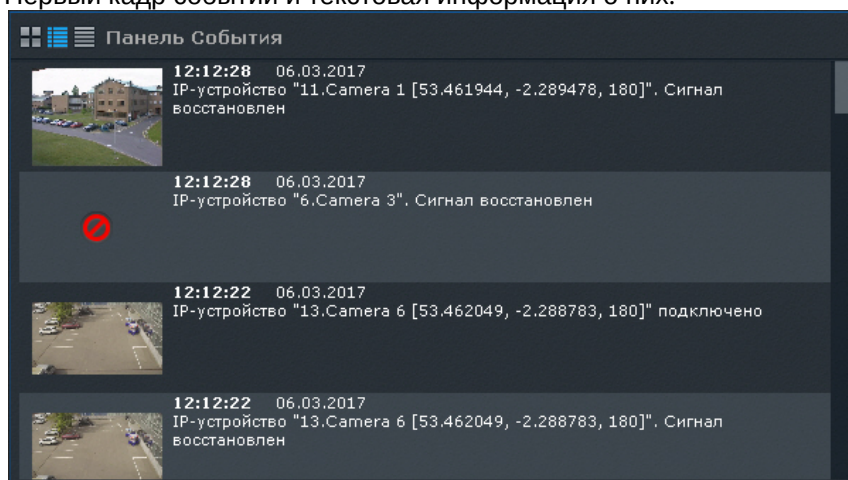 Первый кадр событий и текстовая информация о них.
Панель События
12:12:28 06.03.2017
IP-устройство "11.Camera 1 [53.461944, -2.289478, 180]". Сигнал
восстановлен
12:12:28 06.03.2017
IP-устройство "6.Camera 3". Сигнал восстановлен
12:12:22 06.03.2017
IP-устройство "13.Camera 6 [53.462049, -2.288783, 180]" подключено
12:12:22 06.03.2017
IP-устройство "13.Camera 6 [53.462049, -2.288783, 180]". Сигнал
восстановлен